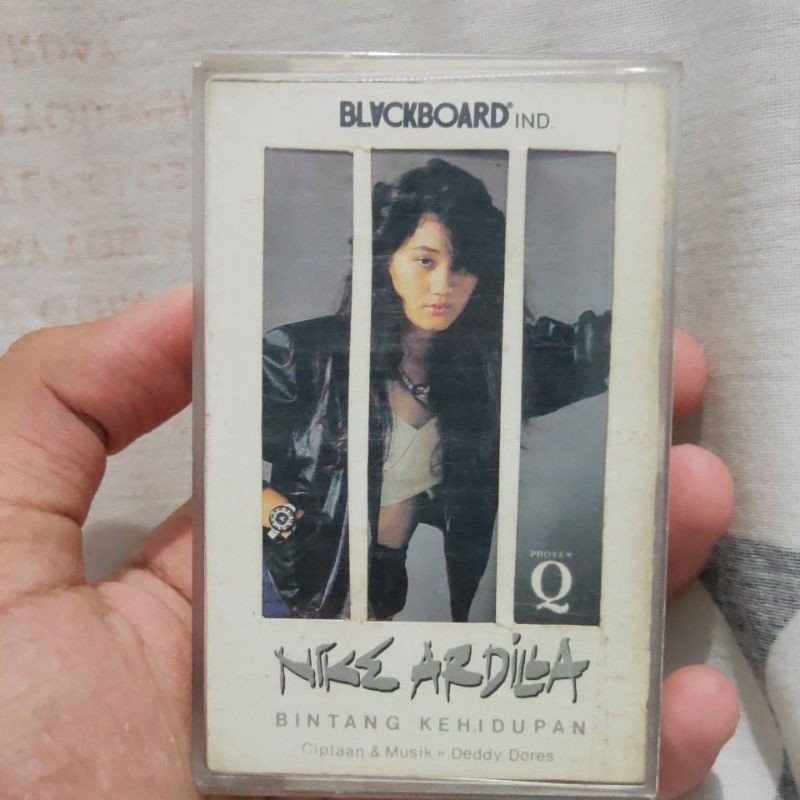 BLACKBOARD® IND.
PROYEK
Q
NIKE ARDILLA
BINTANG KEHIDUPAN
Ciptaan & Musik » Deddy Dores